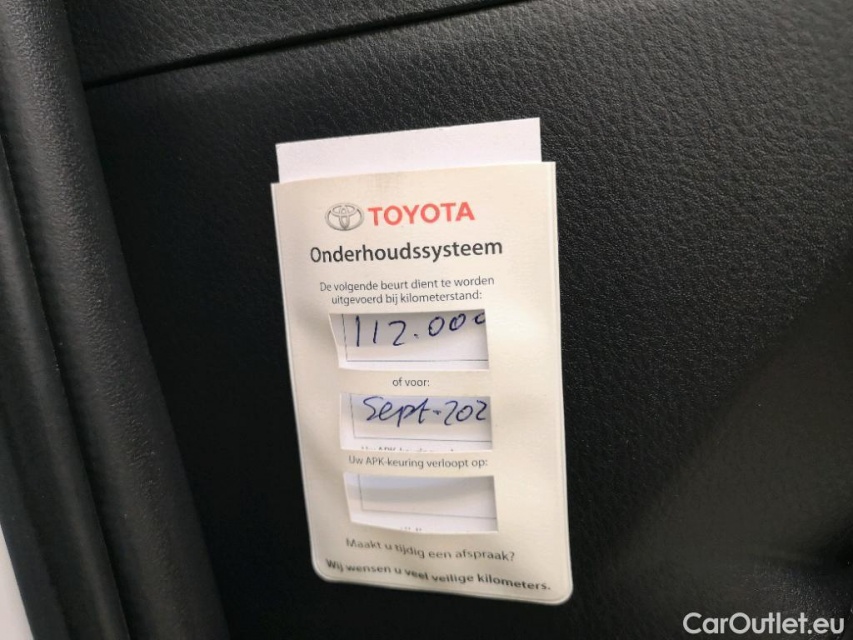 TOYOTA
Onderhoudssysteem
De volgende beurt dient te worden
uitgevoerd bij kilometerstand:
112.000
of voor:
Sept-202
Uw APK-keuring verloopt op:
Maakt u tijdig een afspraak?
Wij wensen u veel veilige kilometers.
CarOutlet.eu